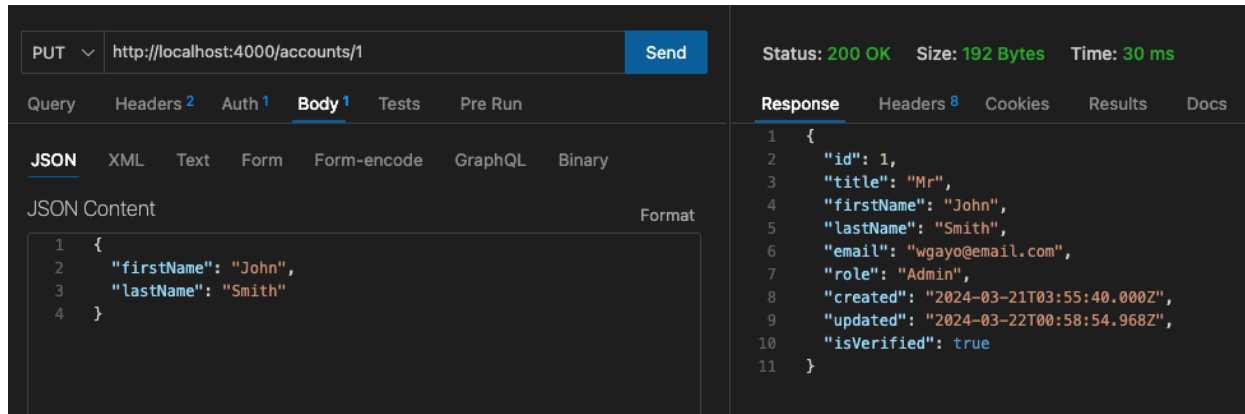 PUT http://localhost:4000/accounts/1 Send
Query Headers 2 Auth 1 Body 1 Tests Pre Run
JSON XML Text Form Form-encode GraphQL Binary
JSON Content
Format
1 {
2 "firstName": "John",
3 "lastName": "Smith"
4 }
Status: 200 OK Size: 192 Bytes Time: 30 ms
Response Headers 8 Cookies Results Docs
1 {
2 "id": 1,
3 "title": "Mr",
4 "firstName": "John",
5 "lastName": "Smith",
6 "email": "wgayo@email.com",
7 "role": "Admin",
8 "created": "2024-03-21T03:55:40.000Z",
9 "updated": "2024-03-22T00:58:54.968Z",
10 "isVerified": true
11 }